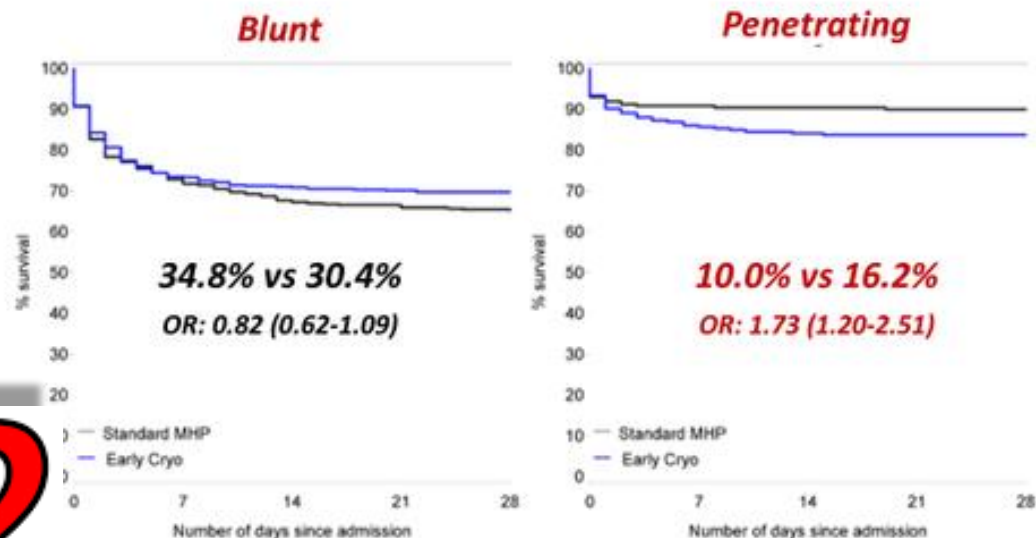 Blunt
100
90
80
70
60
50
40
30
20
0
% survival
34.8% vs 30.4%
OR: 0.82 (0.62-1.09)
Standard MHP
Early Cryo
0 7 14 21 28
Number of days since admission
Penetrating
100
90
80
70
60
50
40
30
20
10
0
% survival
10.0% vs 16.2%
OR: 1.73 (1.20-2.51)
Standard MHP
Early Cryo
0 7 14 21 28
Number of days since admission